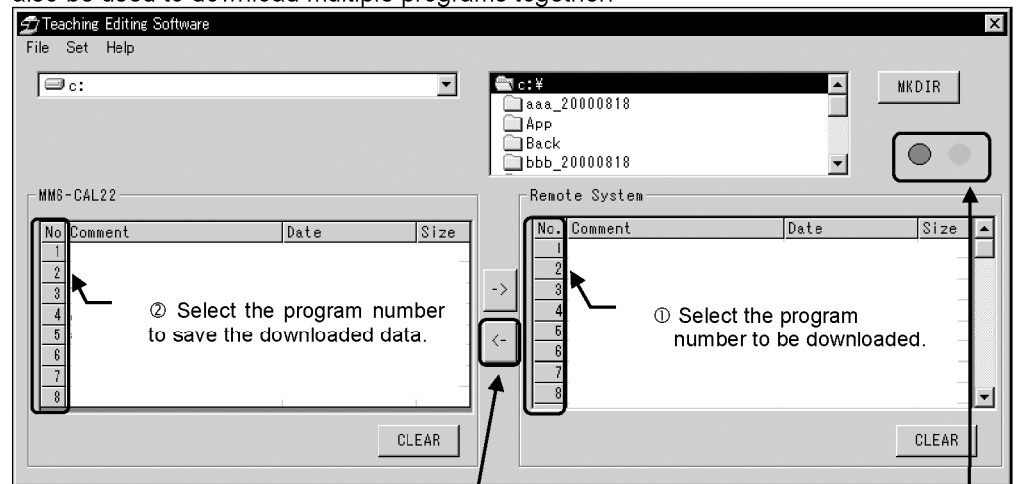 also be used to download multiple programs together.
Teaching Editing Software
File Set Help
c:
c:¥
aaa_20000818
App
Back
bbb_20000818
MKDIR
MM6-CAL22
No Comment Date Size
1
2
3
4
5
6
7
8
② Select the program number
to save the downloaded data.
CLEAR
->
<-
Remote System
No. Comment Date Size
1
2
3
4
5
6
7
8
① Select the program
number to be downloaded.
CLEAR